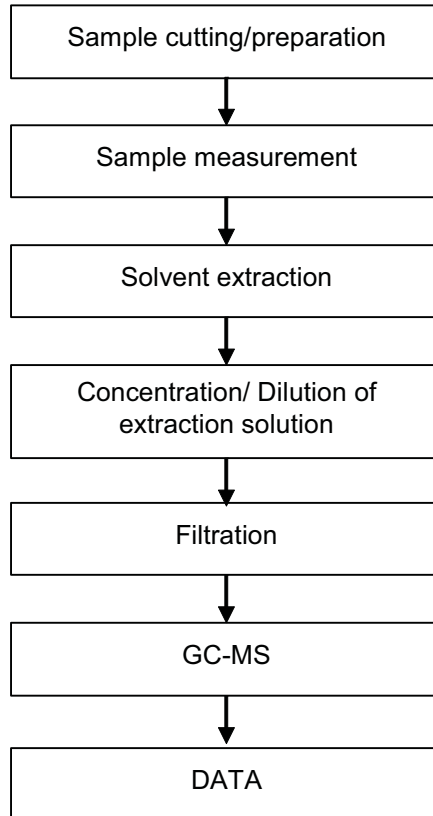 Sample cutting/preparation
Sample measurement
Solvent extraction
Concentration/ Dilution of
extraction solution
Filtration
GC-MS
DATA